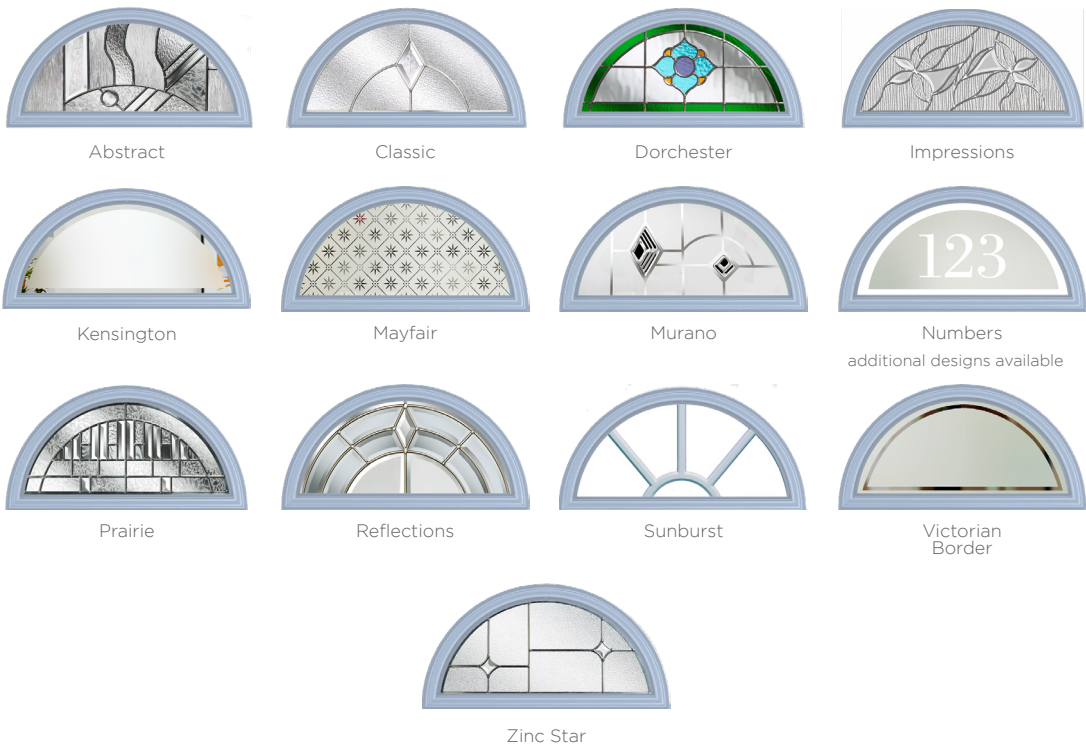 Abstract
Classic
Dorchester
Impressions
123
Kensington
Mayfair
Murano
Numbers
additional designs available
Prairie
Reflections
Sunburst
Victorian
Border
Zinc Star